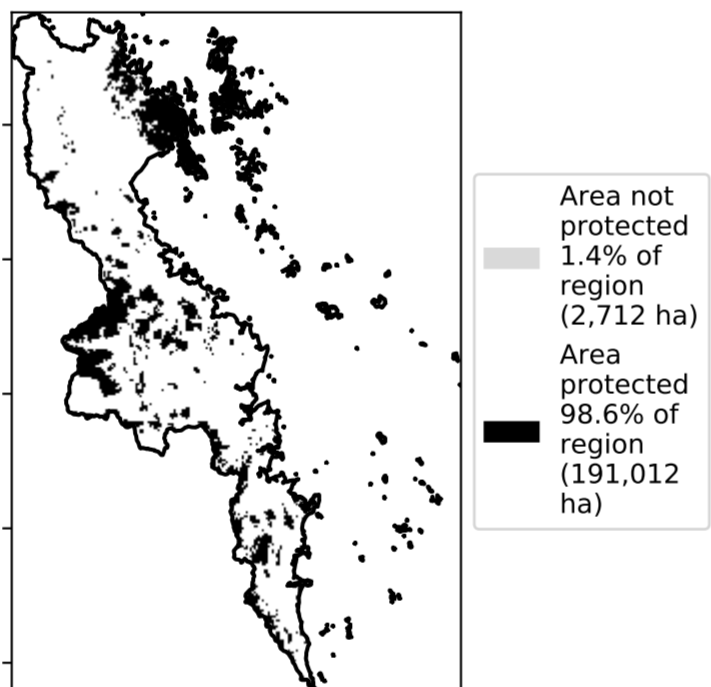 Area not
protected
1.4% of
region
(2,712 ha)
Area
protected
98.6% of
region
(191,012
ha)